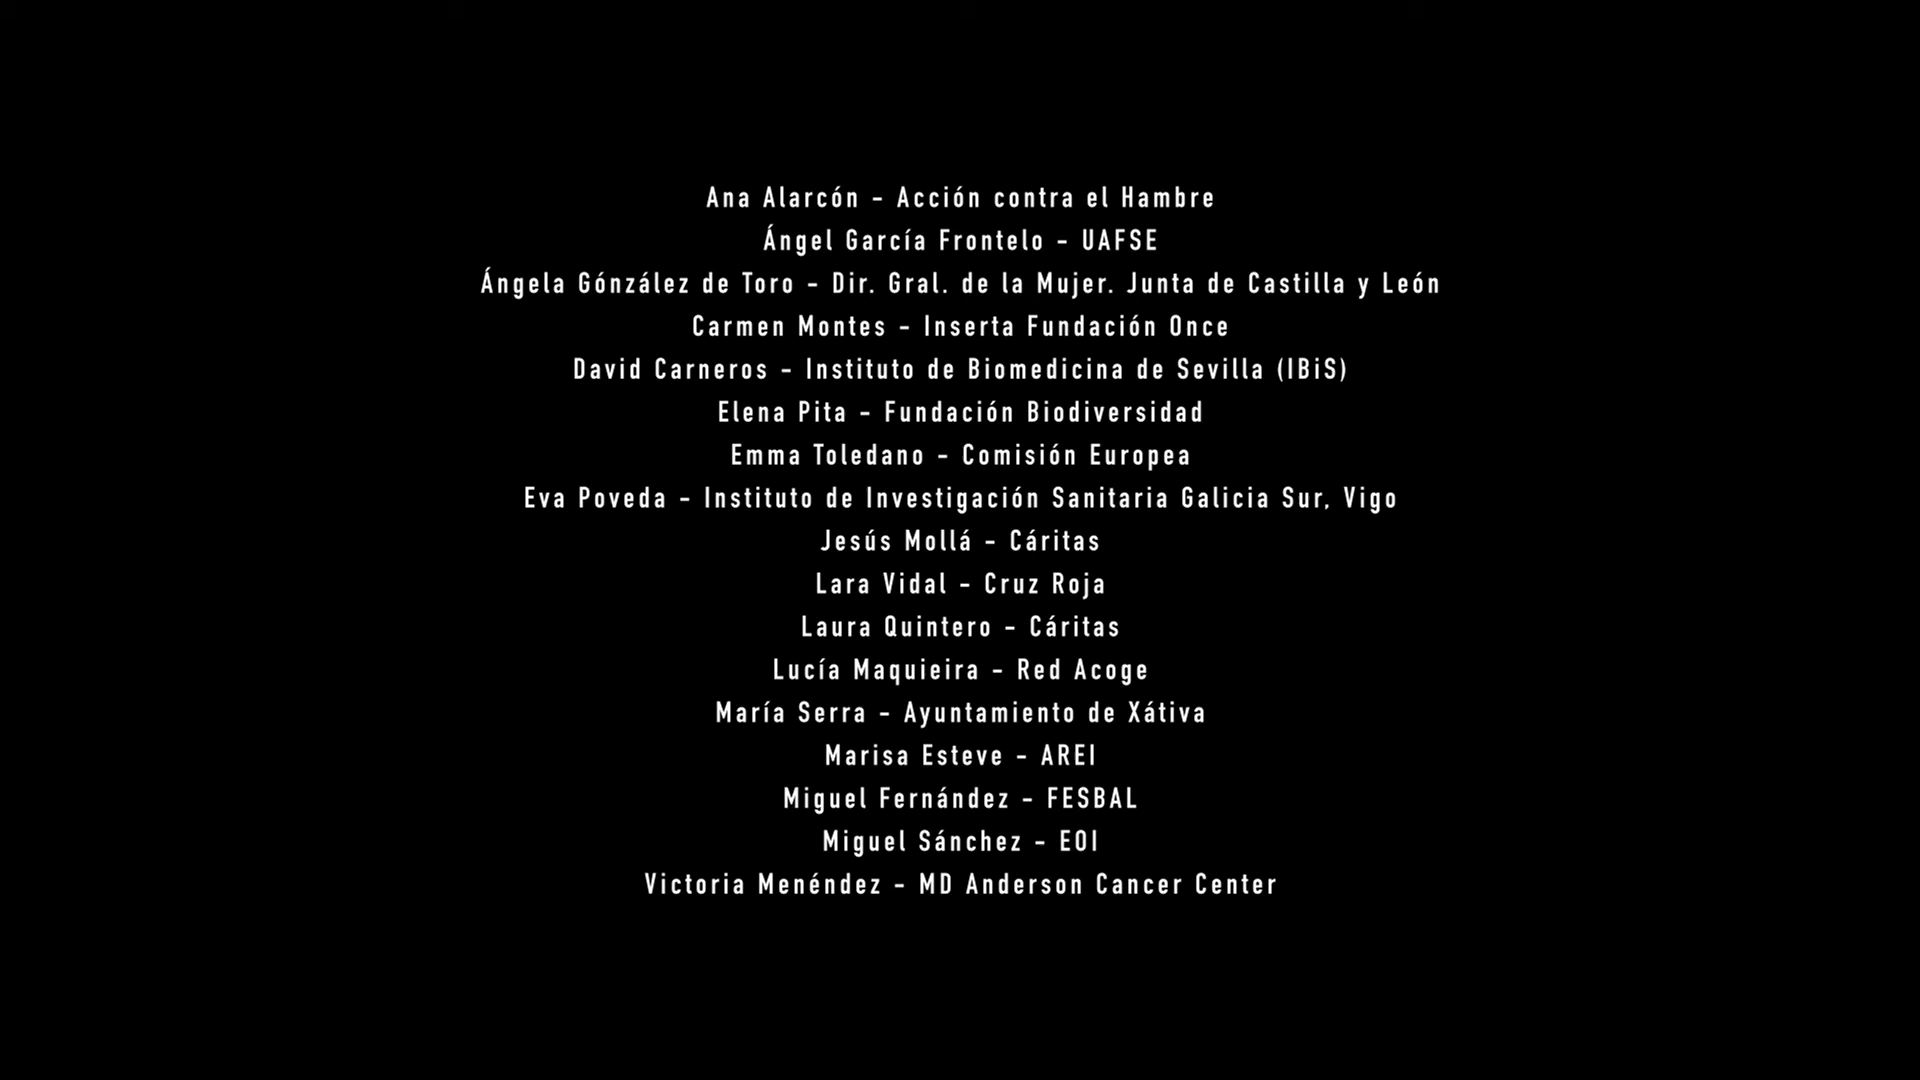 Ana Alarcón - Acción contra el Hambre
Ángel García Frontelo - UAFSE
Ángela Gónzález de Toro - Dir. Gral. de la Mujer. Junta de Castilla y León
Carmen Montes - Inserta Fundación Once
David Carneros - Instituto de Biomedicina de Sevilla (IBiS)
Elena Pita - Fundación Biodiversidad
Emma Toledano - Comisión Europea
Eva Poveda - Instituto de Investigación Sanitaria Galicia Sur, Vigo
Jesús Mollá - Cáritas
Lara Vidal - Cruz Roja
Laura Quintero - Cáritas
Lucía Maquieira - Red Acoge
María Serra - Ayuntamiento de Xátiva
Marisa Esteve - AREI
Miguel Fernández - FESBAL
Miguel Sánchez - EOI
Victoria Menéndez - MD Anderson Cancer Center